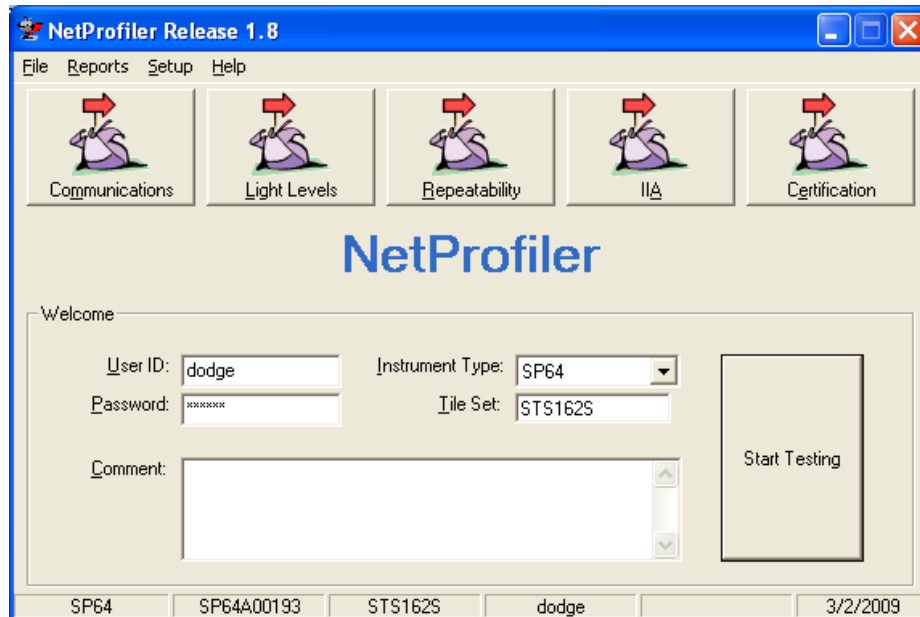 NetProfiler Release 1.8
File Reports Setup Help
Communications Light Levels Repeatability IIA Certification
NetProfiler
Welcome
User ID: dodge Instrument Type: SP64
Password: ****** Tile Set: STS162S
Comment:
Start Testing
SP64 SP64A00193 STS162S dodge 3/2/2009